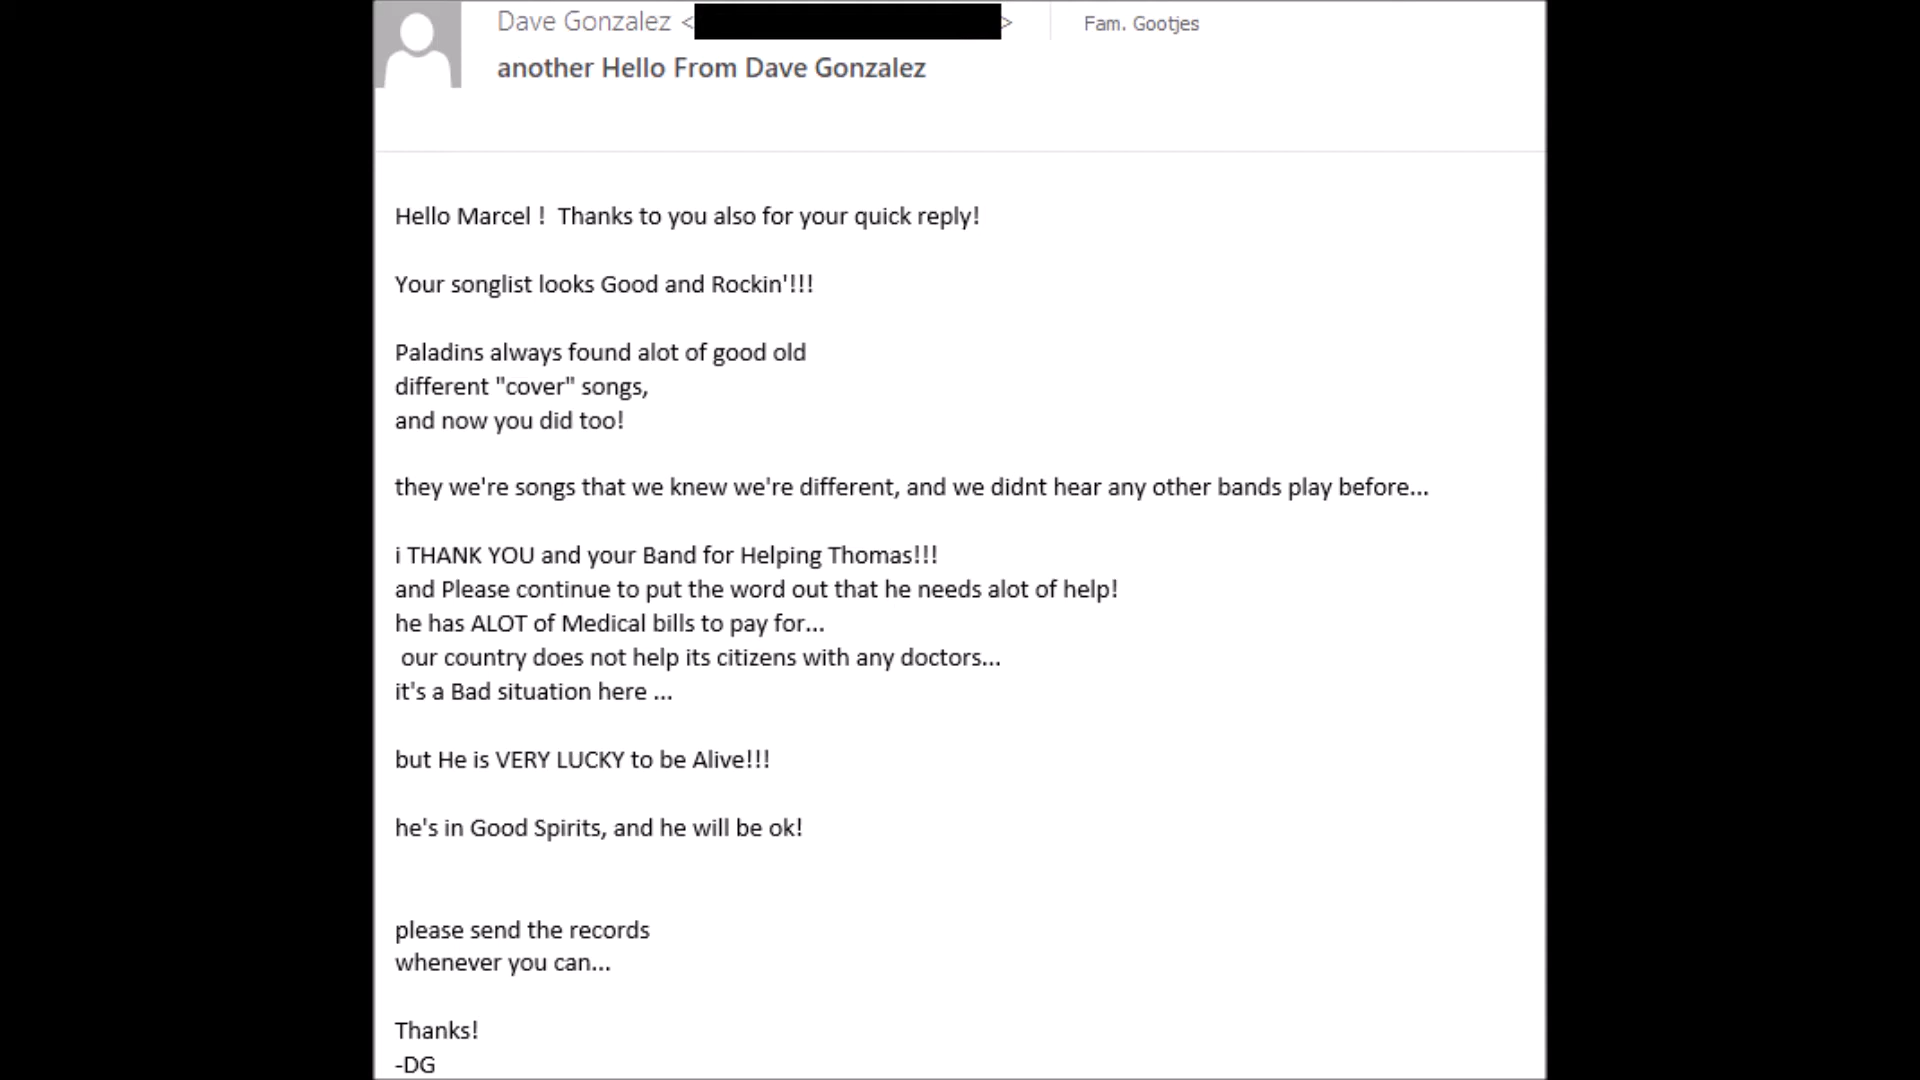 Dave Gonzalez < > Fam. Gootjes
another Hello From Dave Gonzalez
Hello Marcel !  Thanks to you also for your quick reply!
Your songlist looks Good and Rockin'!!!
Paladins always found alot of good old
different "cover" songs,
and now you did too!
they we're songs that we knew we're different, and we didnt hear any other bands play before...
i THANK YOU and your Band for Helping Thomas!!!
and Please continue to put the word out that he needs alot of help!
he has ALOT of Medical bills to pay for...
our country does not help its citizens with any doctors...
it's a Bad situation here ...
but He is VERY LUCKY to be Alive!!!
he's in Good Spirits, and he will be ok!
please send the records
whenever you can...
Thanks!
-DG